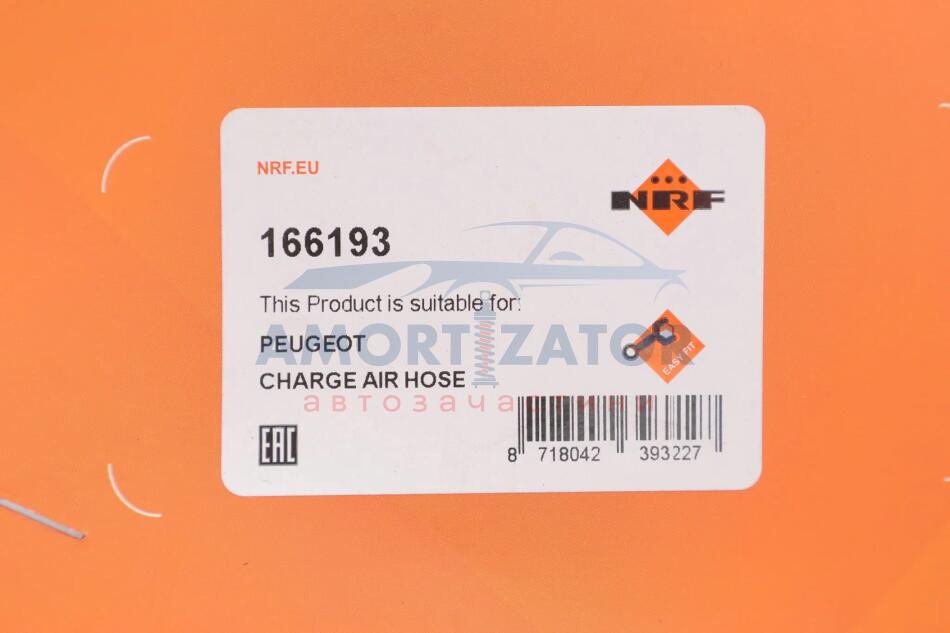 NRF.EU
NRF
166193
This Product is suitable for:
AMORTIZATOR
PEUGEOT
EASY FIT
CHARGE AIR HOSE
автозачастини
EAC
8 718042 393227